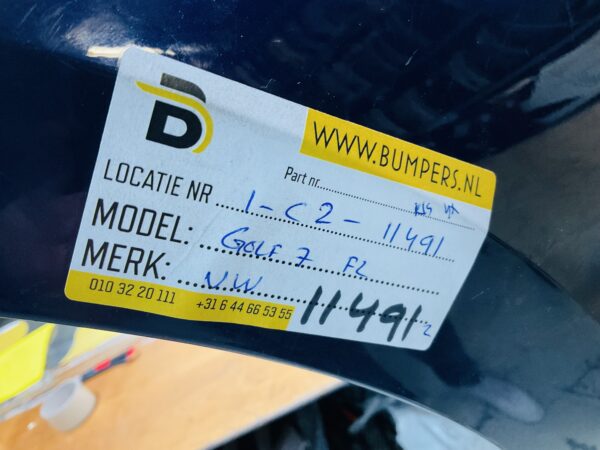 WWW.BUMPERS.NL
Part nr.
LOCATIE NR 1-C2-11491
MODEL: GOLF 7 FL
MERK: V.W.
010 32 20 111 +31 6 44 66 53 55
11491 2